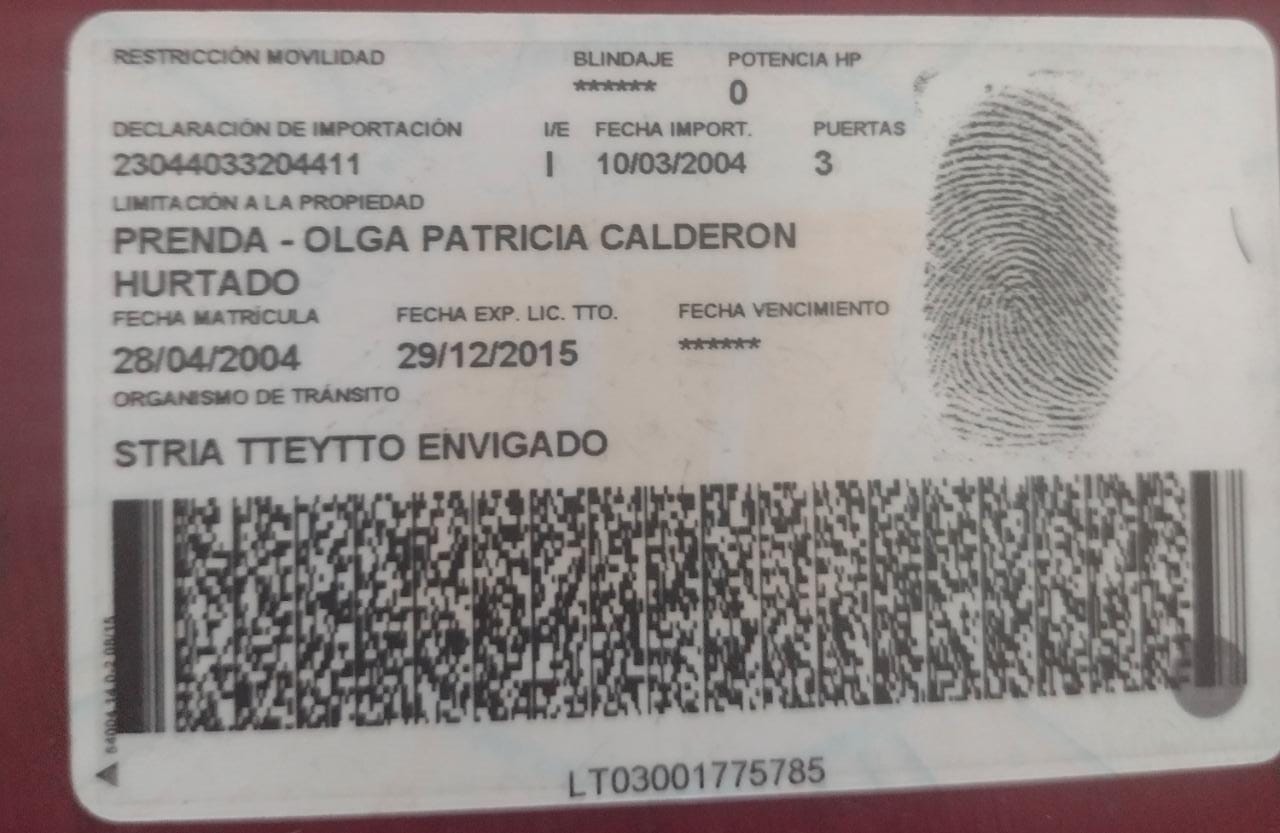 RESTRICCIÓN MOVILIDAD BLINDAJE POTENCIA HP
****** 0
DECLARACIÓN DE IMPORTACIÓN I/E FECHA IMPORT. PUERTAS
23044033204411 I 10/03/2004 3
LIMITACIÓN A LA PROPIEDAD
PRENDA - OLGA PATRICIA CALDERON
HURTADO
FECHA MATRÍCULA FECHA EXP. LIC. TTO. FECHA VENCIMIENTO
28/04/2004 29/12/2015 ******
ORGANISMO DE TRÁNSITO
STRIA TTEYTTO ENVIGADO
LT03001775785